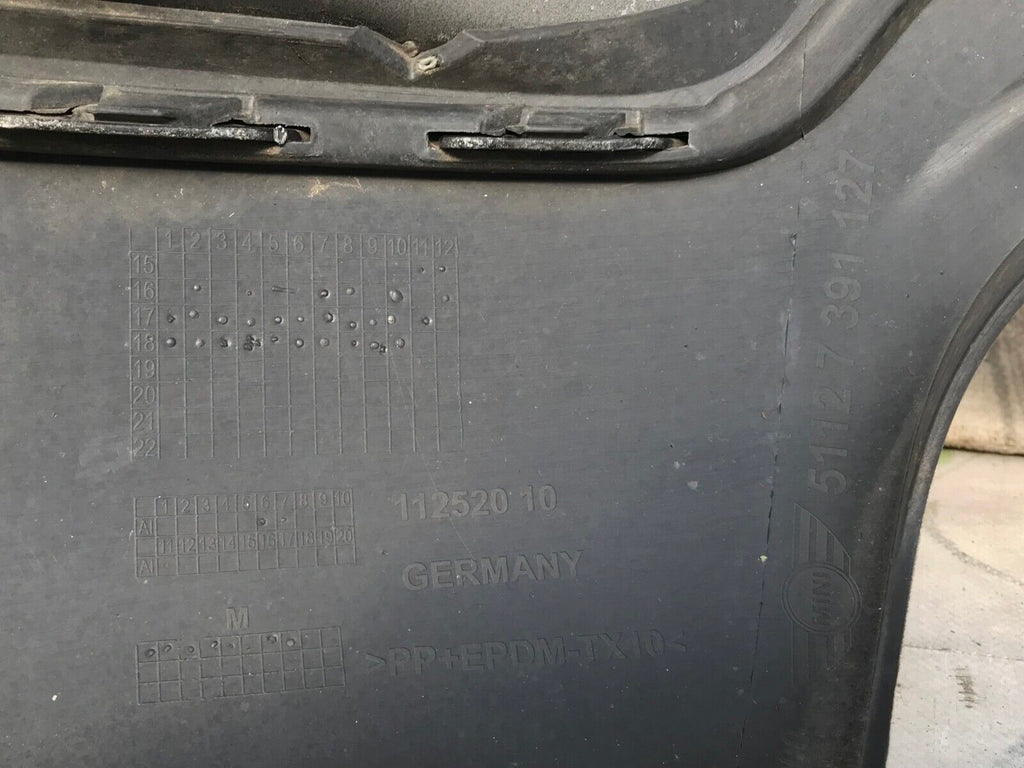 1 2 3 4 5 6 7 8 9 10 11 12
15
16
17
18
19
20
21
22
1 2 3 4 5 6 7 8 9 10
AI
11 12 13 14 15 16 17 18 19 20
AI
112520 10
GERMANY
M
>PP+EPDM-TX10<
5112 7 391 127
MINI